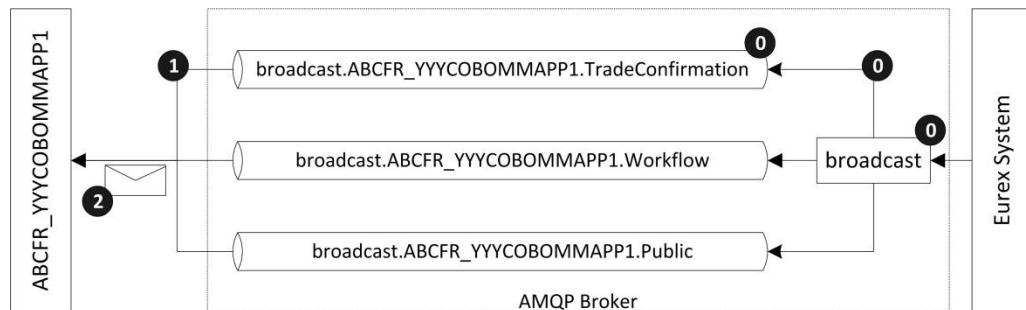 ABCFR_YYYCOBOMMAPP1
1
2
broadcast.ABCFR_YYYCOBOMMAPP1.TradeConfirmation
0
0
broadcast.ABCFR_YYYCOBOMMAPP1.Workflow
0
broadcast
broadcast.ABCFR_YYYCOBOMMAPP1.Public
AMQP Broker
Eurex System